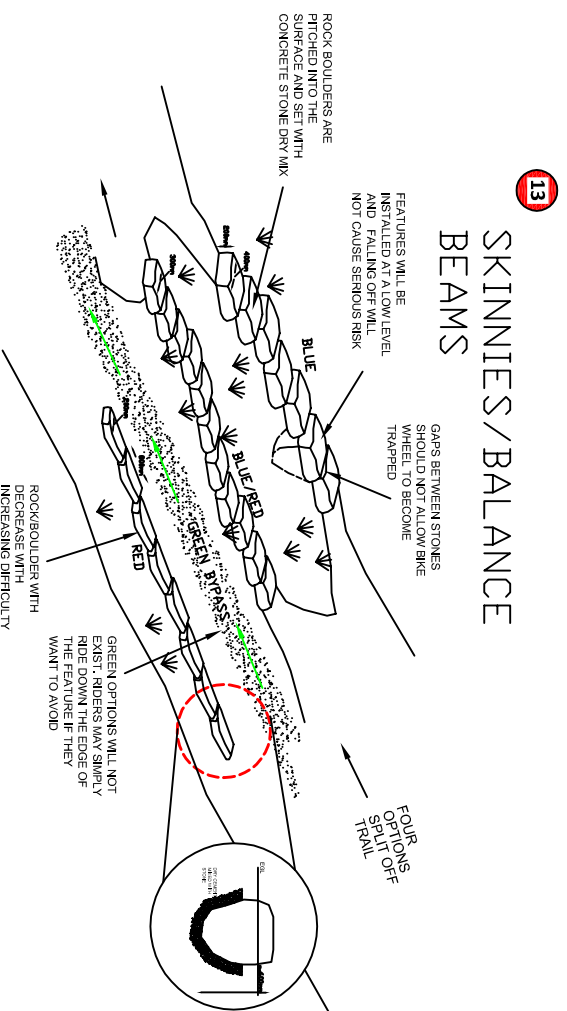 13
SKINNIES/BALANCE
BEAMS
ROCK BOULDERS ARE
PITCHED INTO THE
SURFACE AND SET WITH
CONCRETE STONE DRY MIX
FEATURES WILL BE
INSTALLED AT A LOW LEVEL
AND FALLING OFF WILL
NOT CAUSE SERIOUS RISK
GAPS BETWEEN STONES
SHOULD NOT ALLOW BIKE
WHEEL TO BECOME
TRAPPED
BLUE
BLUE/RED
GREEN BYPASS
RED
FOUR
OPTIONS
SPLIT OFF
TRAIL
ROCK/BOULDER WITH
DECREASE WITH
INCREASING DIFFICULTY
GREEN OPTIONS WILL NOT
EXIST. RIDERS MAY SIMPLY
RIDE DOWN THE EDGE OF
THE FEATURE IF THEY
WANT TO AVOID
EGL